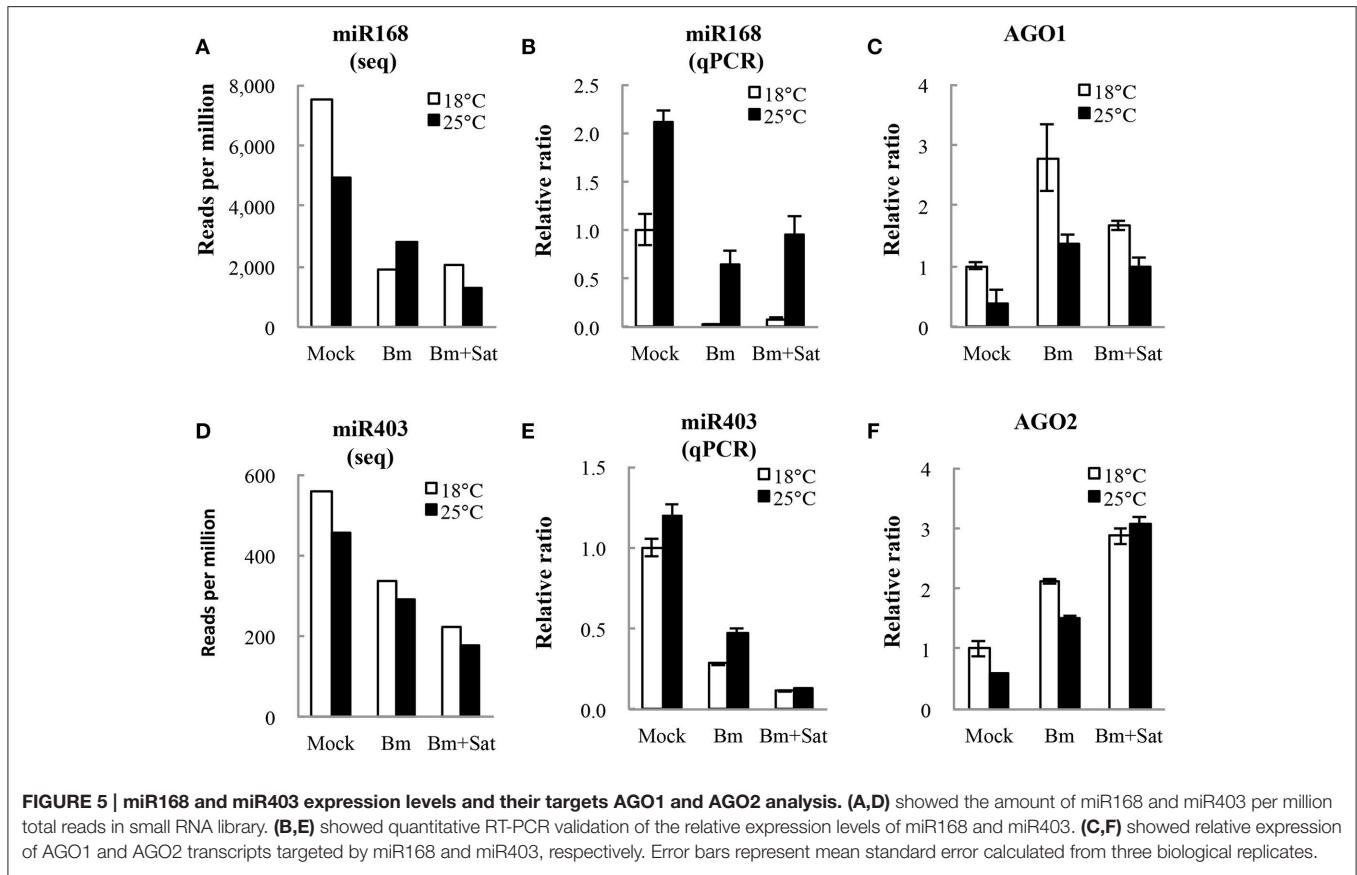 A
miR168
(seq)
8,000
6,000
4,000
2,000
0
Reads per million
18°C
25°C
Mock Bm Bm+Sat
B
miR168
(qPCR)
2.5
2.0
1.5
1.0
0.5
0.0
Relative ratio
18°C
25°C
Mock Bm Bm+Sat
C
AGO1
4
3
2
1
0
Relative ratio
18°C
25°C
Mock Bm Bm+Sat
D
miR403
(seq)
600
400
200
0
Reads per million
18°C
25°C
Mock Bm Bm+Sat
E
miR403
(qPCR)
1.5
1.0
0.5
0.0
Relative ratio
18°C
25°C
Mock Bm Bm+Sat
F
AGO2
4
3
2
1
0
Relative ratio
18°C
25°C
Mock Bm Bm+Sat
FIGURE 5 | miR168 and miR403 expression levels and their targets AGO1 and AGO2 analysis. (A,D) showed the amount of miR168 and miR403 per million
total reads in small RNA library. (B,E) showed quantitative RT-PCR validation of the relative expression levels of miR168 and miR403. (C,F) showed relative expression
of AGO1 and AGO2 transcripts targeted by miR168 and miR403, respectively. Error bars represent mean standard error calculated from three biological replicates.